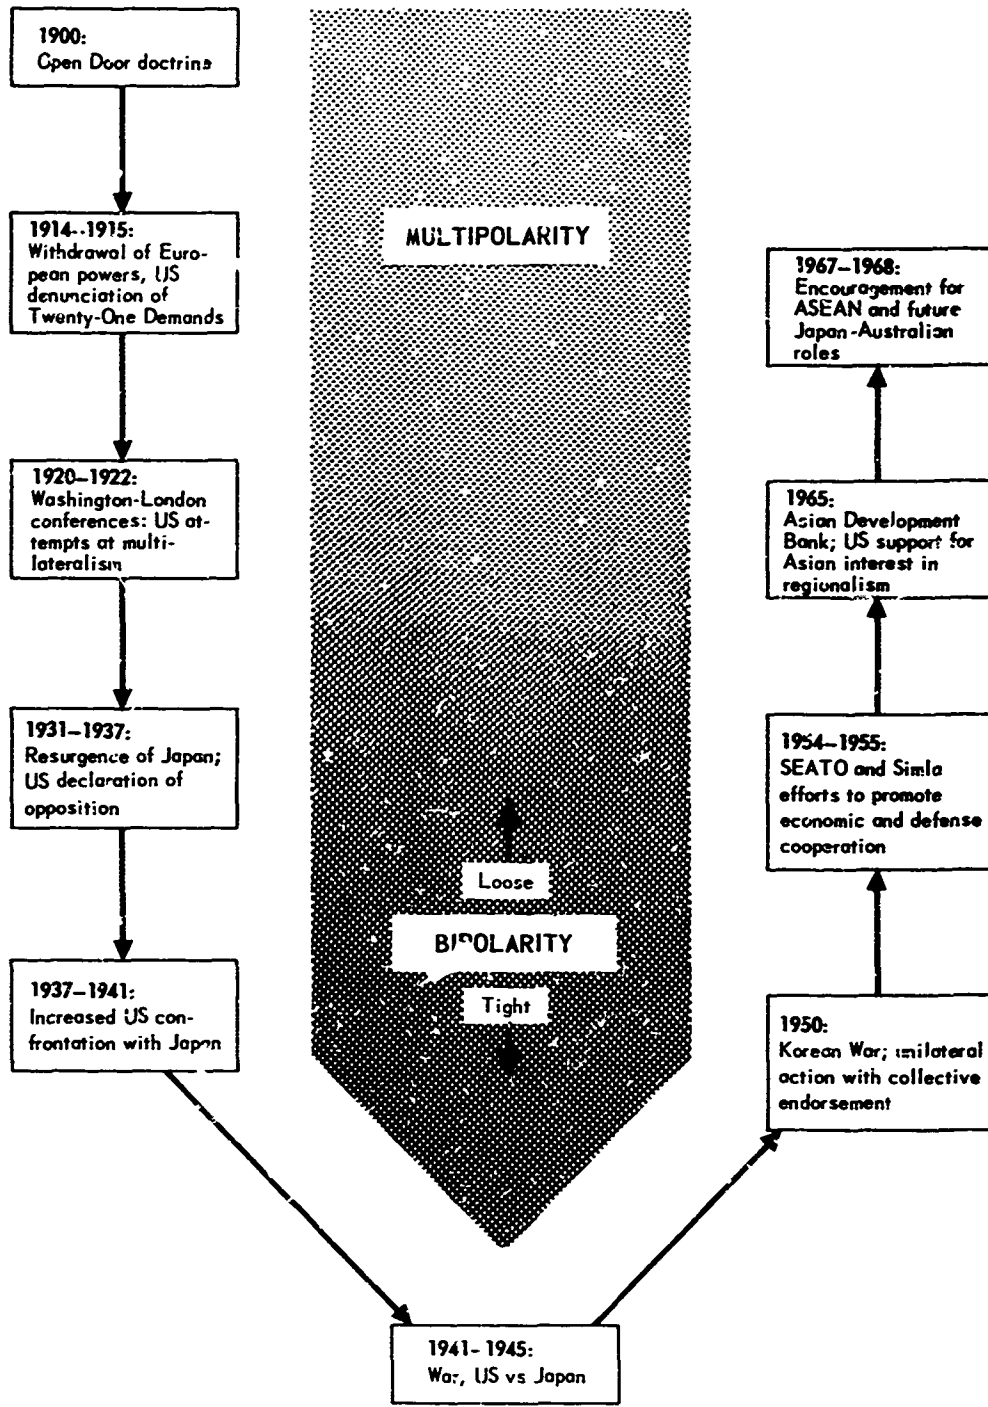 1900:
Open Door doctrine
1914--1915:
Withdrawal of Euro-
pean powers, US
denunciation of
Twenty-One Demands
1920–1922:
Washington-London
conferences: US at-
tempts at multi-
lateralism
1931–1937:
Resurgence of Japan;
US declaration of
opposition
1937–1941:
Increased US con-
frontation with Japan
1941-1945:
War, US vs Japan
1950:
Korean War; unilateral
action with collective
endorsement
1954–1955:
SEATO and Simla
efforts to promote
economic and defense
cooperation
1965:
Asian Development
Bank; US support for
Asian interest in
regionalism
1967–1968:
Encouragement for
ASEAN and future
Japan-Australian
roles
MULTIPOLARITY
Loose
BIPOLARITY
Tight